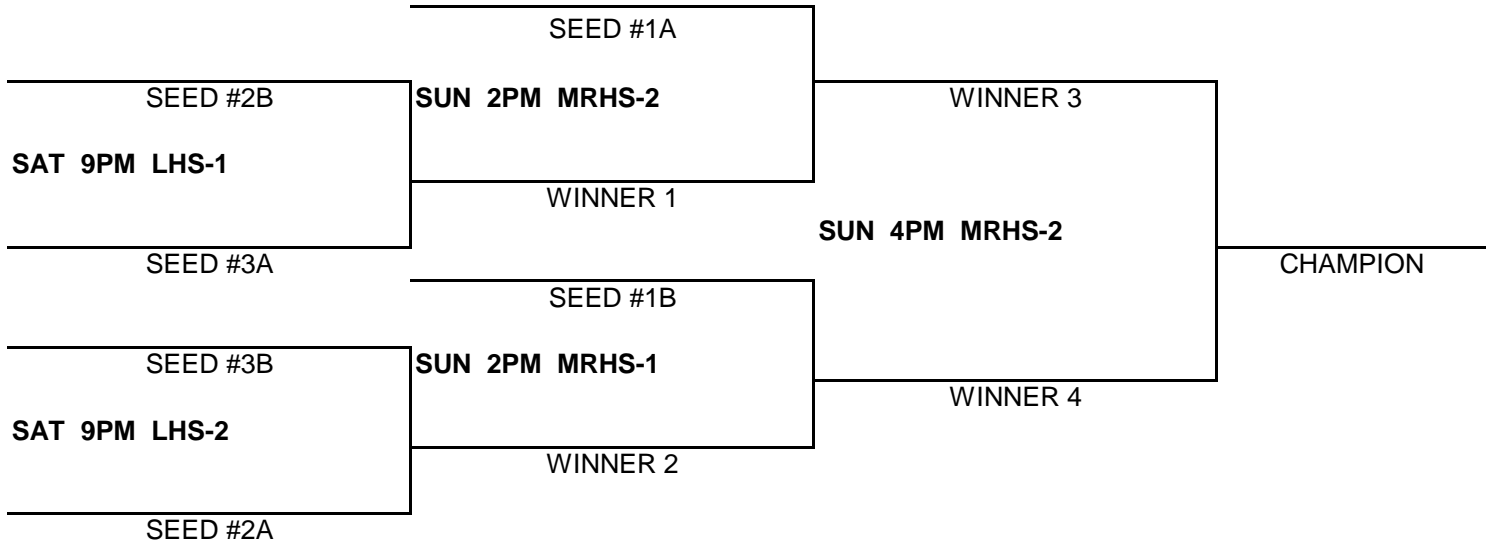 SEED #1A
SEED #2B
SUN 2PM MRHS-2
WINNER 3
SAT 9PM LHS-1
WINNER 1
SUN 4PM MRHS-2
SEED #3A
CHAMPION
SEED #1B
SEED #3B
SUN 2PM MRHS-1
WINNER 4
SAT 9PM LHS-2
WINNER 2
SEED #2A